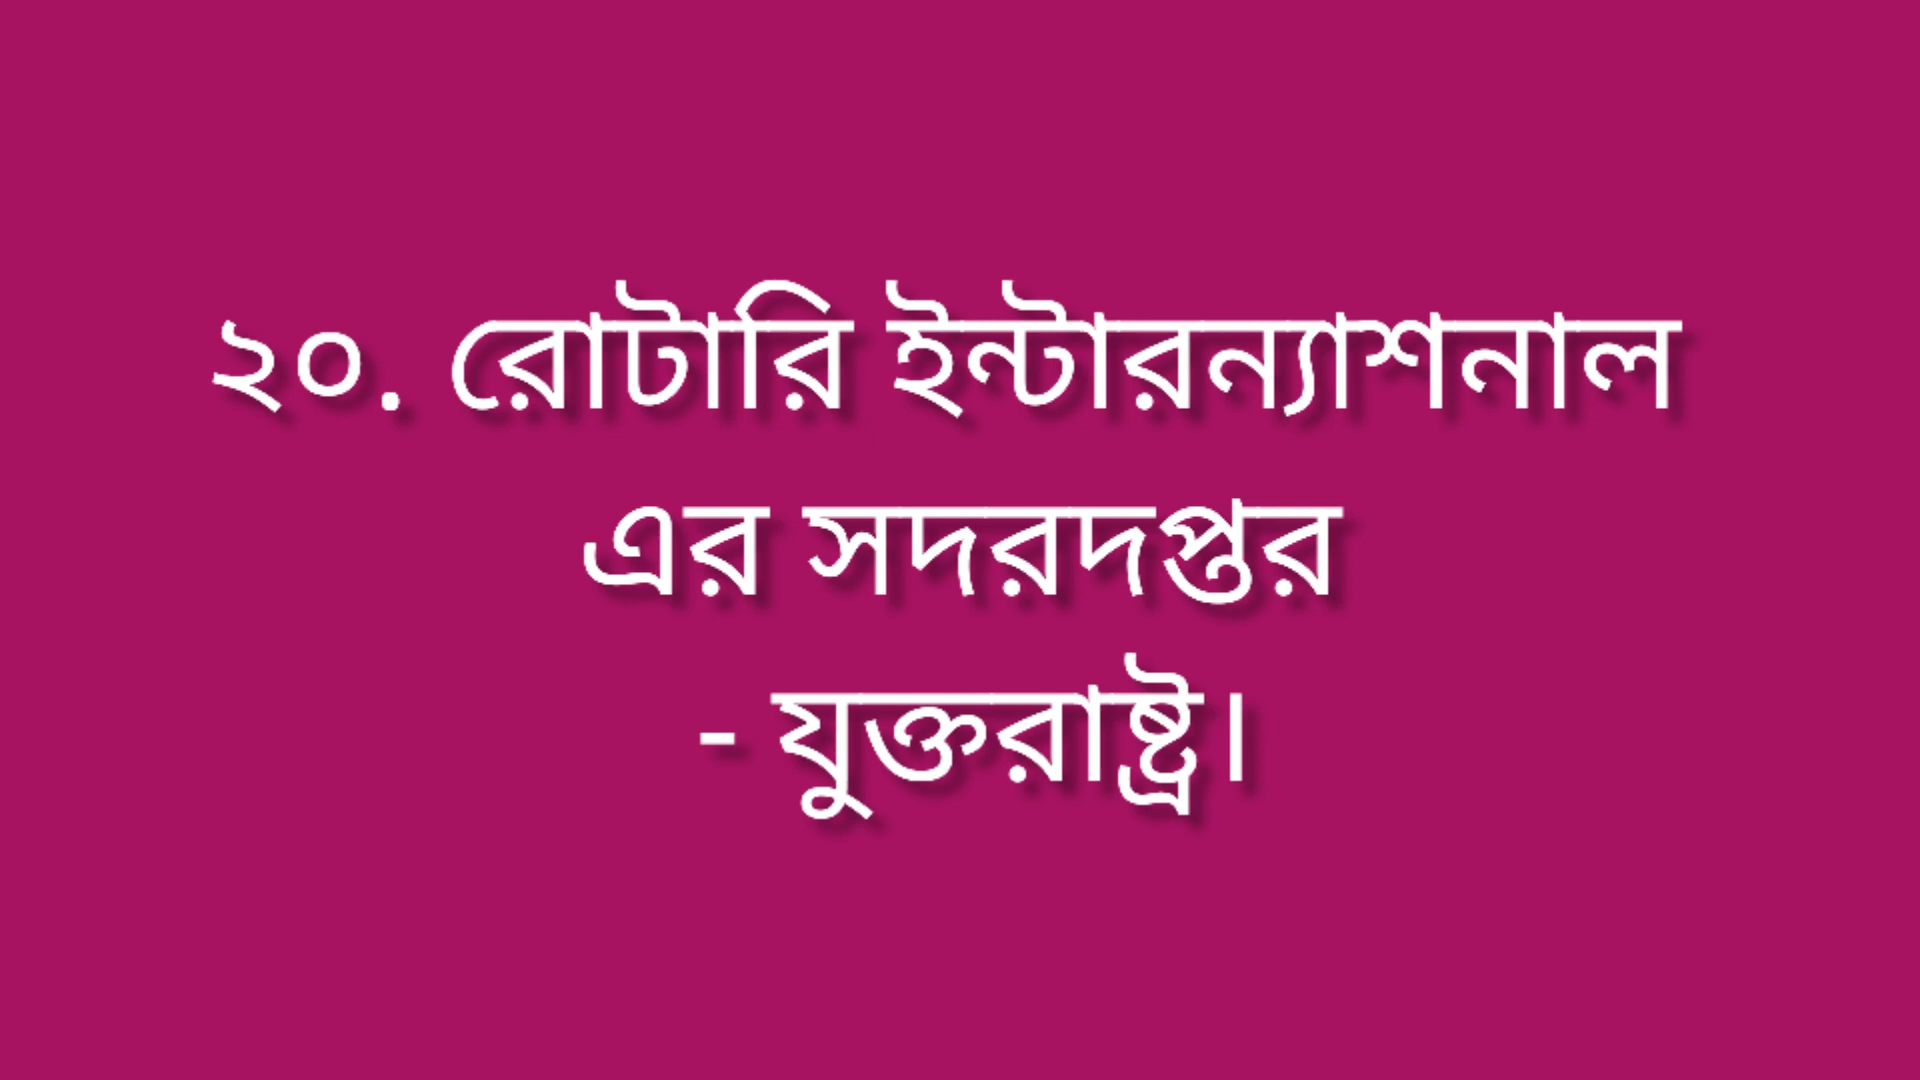 ২০. রোটারি ইন্টারন্যাশনাল
এর সদরদপ্তর
- যুক্তরাষ্ট্র।